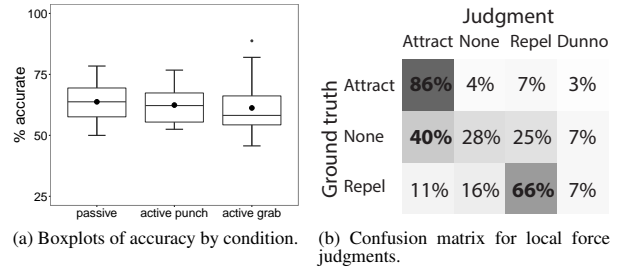 100
75
50
25
% accurate
passive active punch active grab
(a) Boxplots of accuracy by condition.
Judgment
Attract None Repel Dunno
Ground truth
Attract 86% 4% 7% 3%
None 40% 28% 25% 7%
Repel 11% 16% 66% 7%
(b) Confusion matrix for local force
judgments.